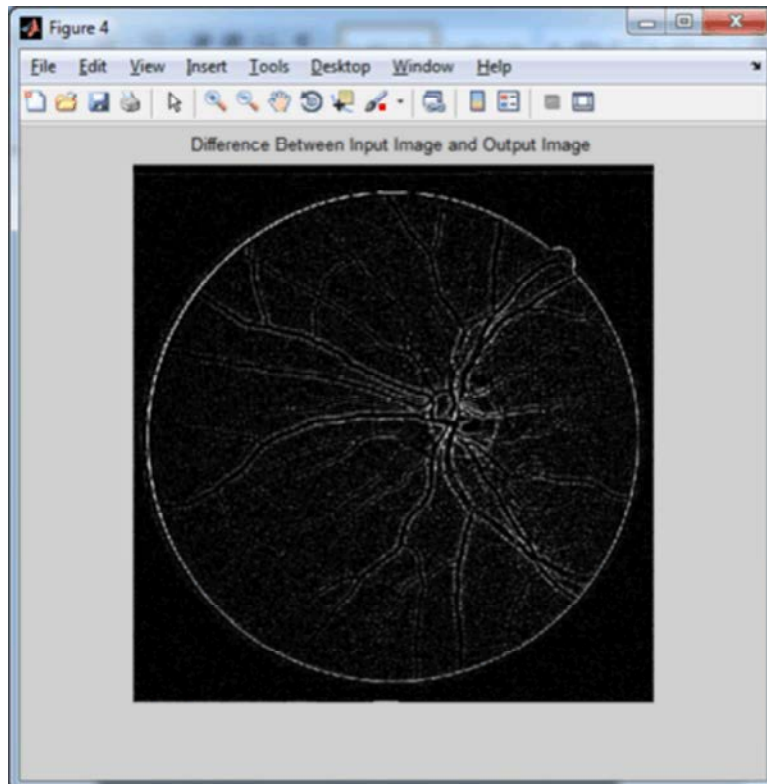 Figure 4
File Edit View Insert Tools Desktop Window Help
Difference Between Input Image and Output Image